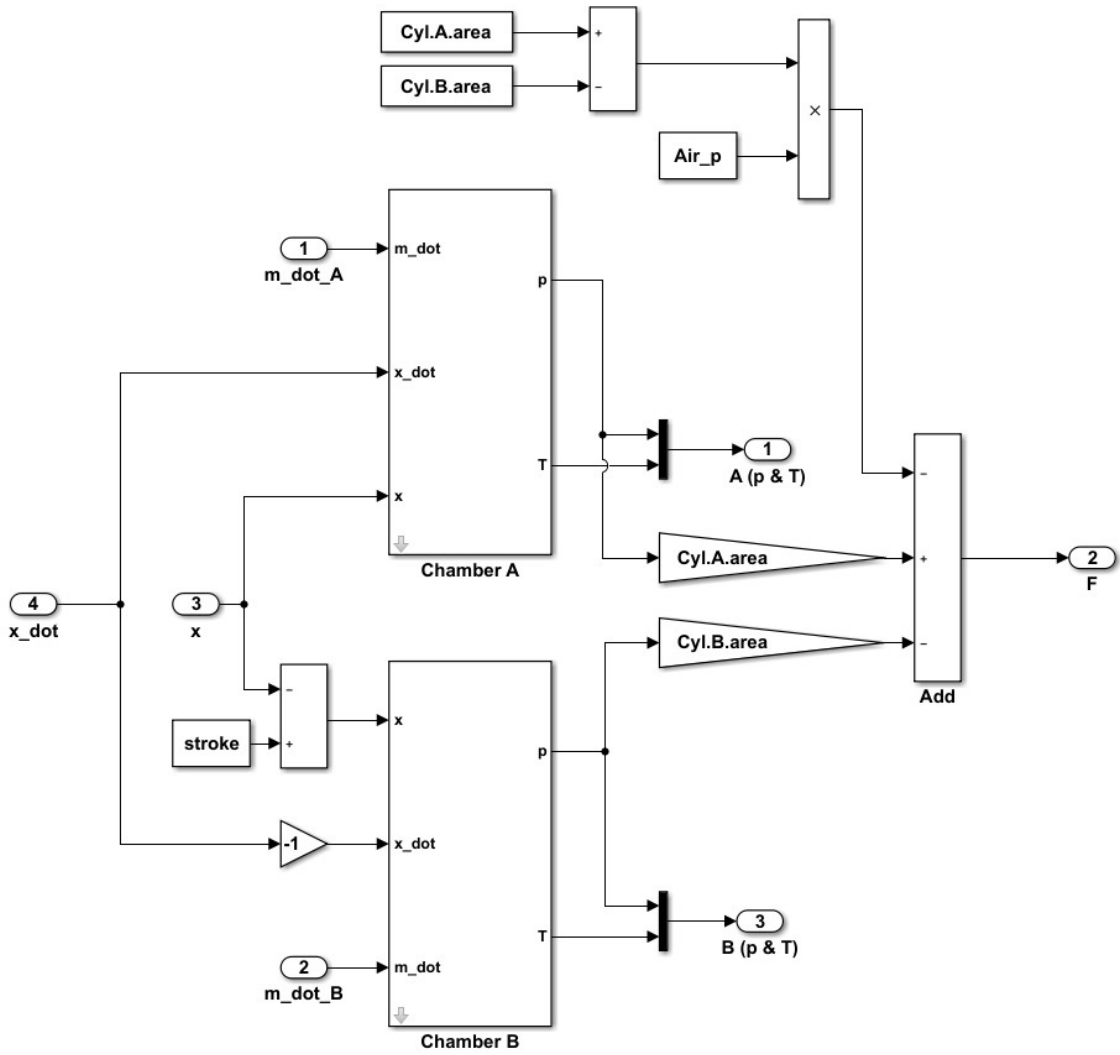 Cyl.A.area
+
Cyl.B.area
−
×
Air_p
1
m_dot_A
m_dot
p
x_dot
T
x
Chamber A
1
A (p & T)
−
Cyl.A.area
+
Cyl.B.area
−
Add
2
F
4
x_dot
3
x
−
stroke
+
-1
x
p
x_dot
T
m_dot
Chamber B
2
m_dot_B
3
B (p & T)